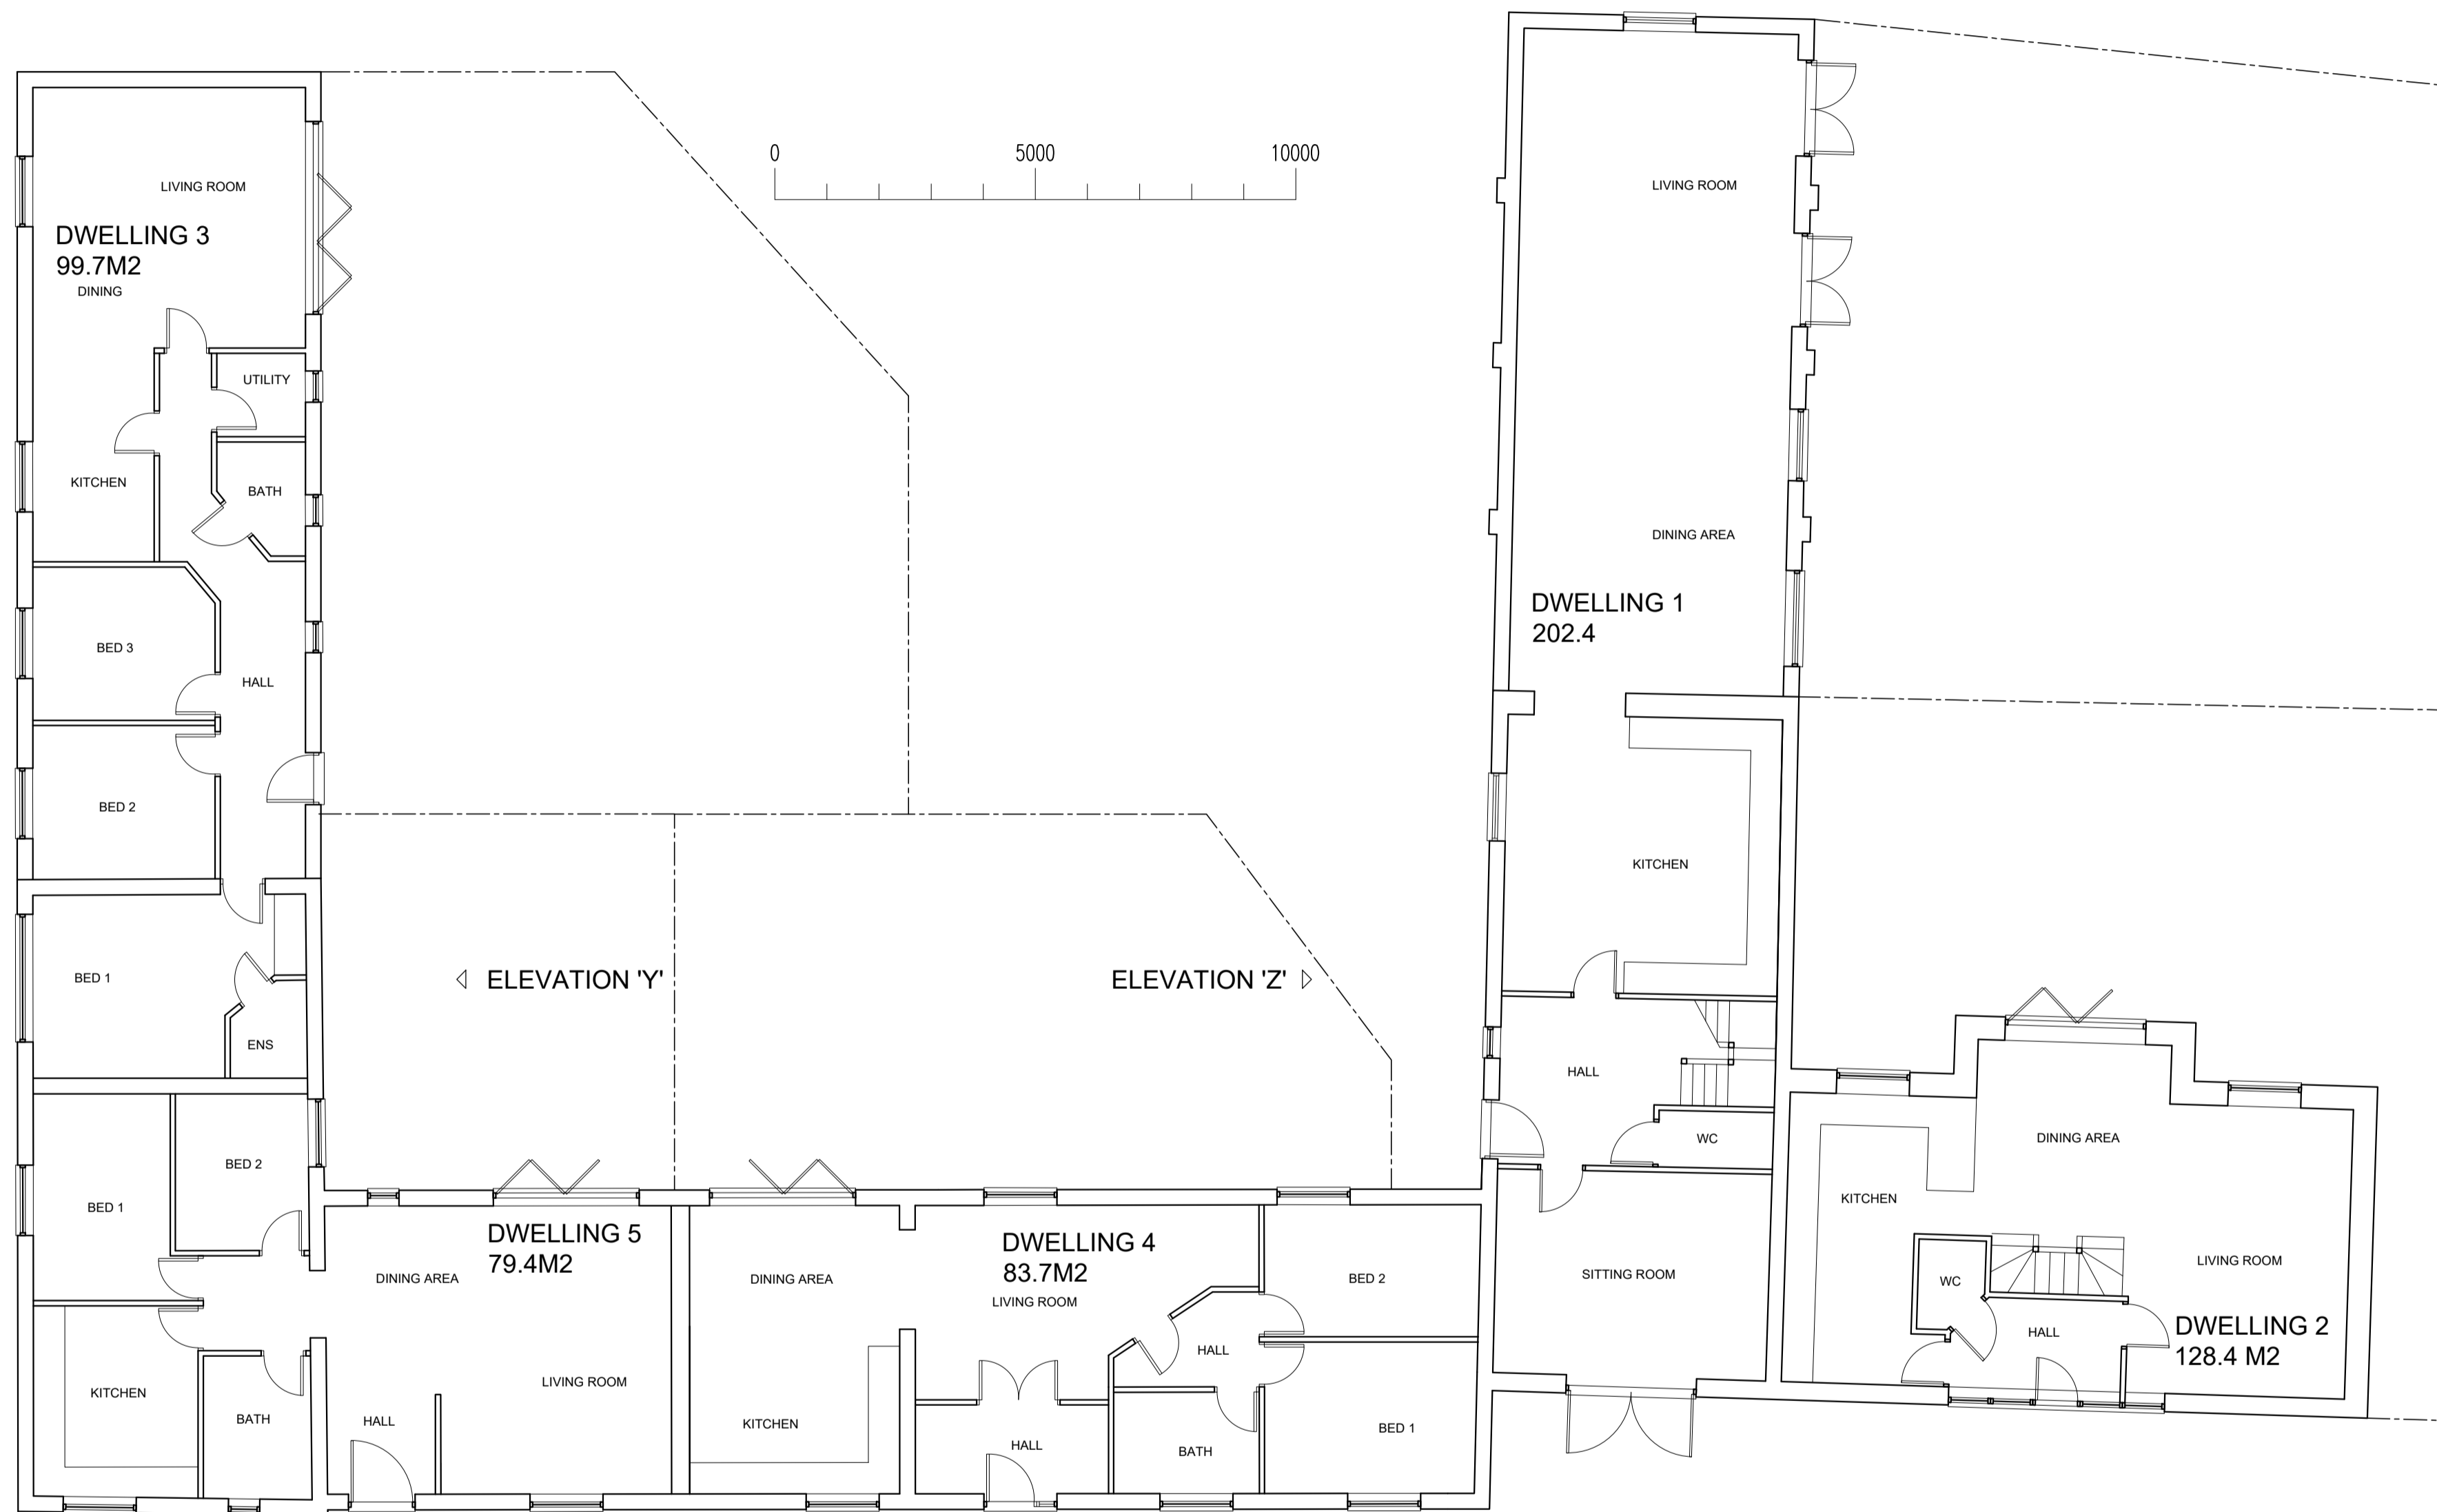 0
5000
10000
LIVING ROOM
DWELLING 3
99.7M2
DINING
UTILITY
KITCHEN
BATH
BED 3
HALL
BED 2
BED 1
ENS
LIVING ROOM
DINING AREA
DWELLING 1
202.4
KITCHEN
HALL
WC
SITTING ROOM
ELEVATION 'Y'
ELEVATION 'Z'
BED 1
BED 2
KITCHEN
BATH
HALL
DINING AREA
DWELLING 5
79.4M2
LIVING ROOM
DINING AREA
KITCHEN
DWELLING 4
83.7M2
LIVING ROOM
HALL
HALL
BATH
BED 2
BED 1
DINING AREA
KITCHEN
WC
HALL
LIVING ROOM
DWELLING 2
128.4 M2